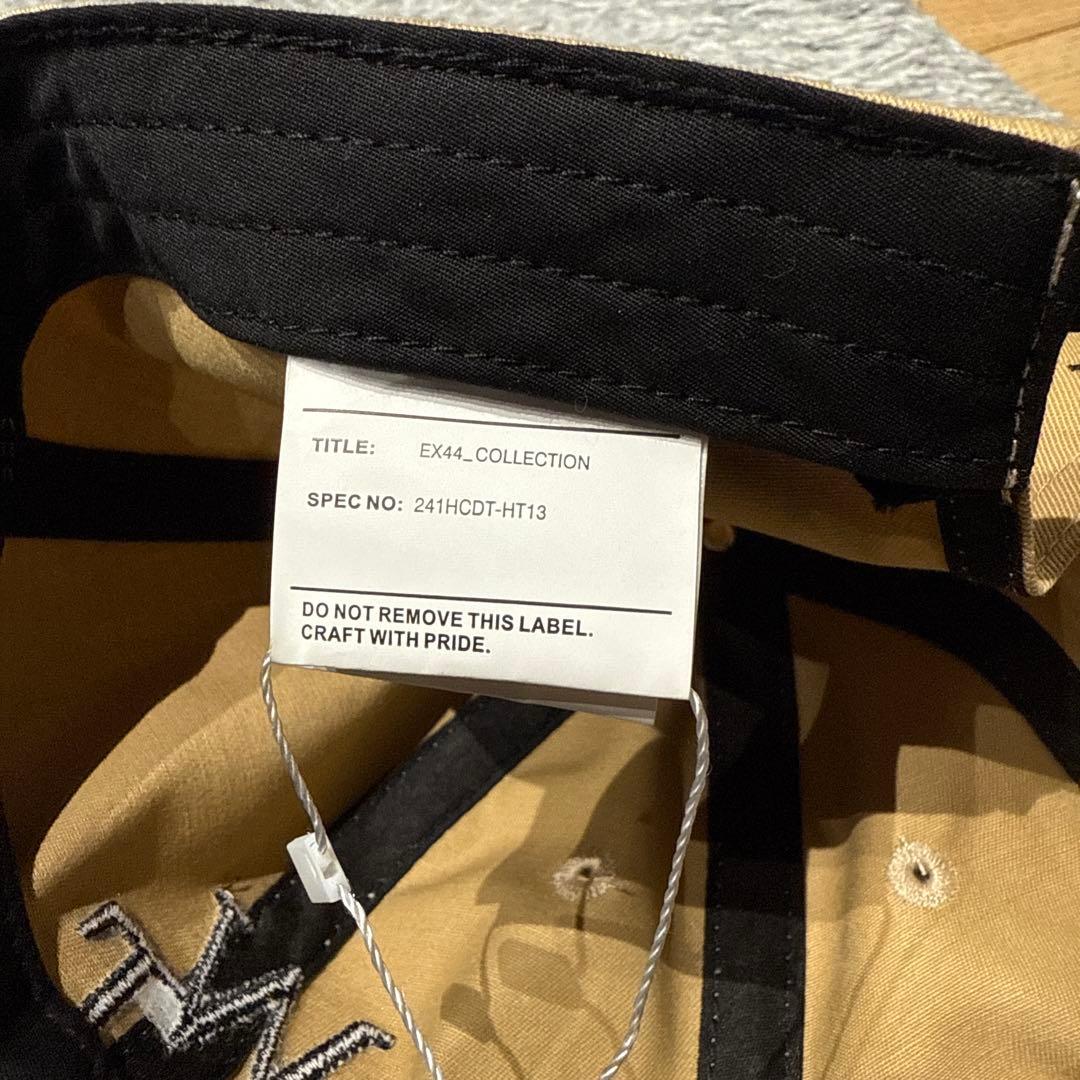 TITLE: EX44_COLLECTION
SPEC NO: 241HCDT-HT13
DO NOT REMOVE THIS LABEL.
CRAFT WITH PRIDE.